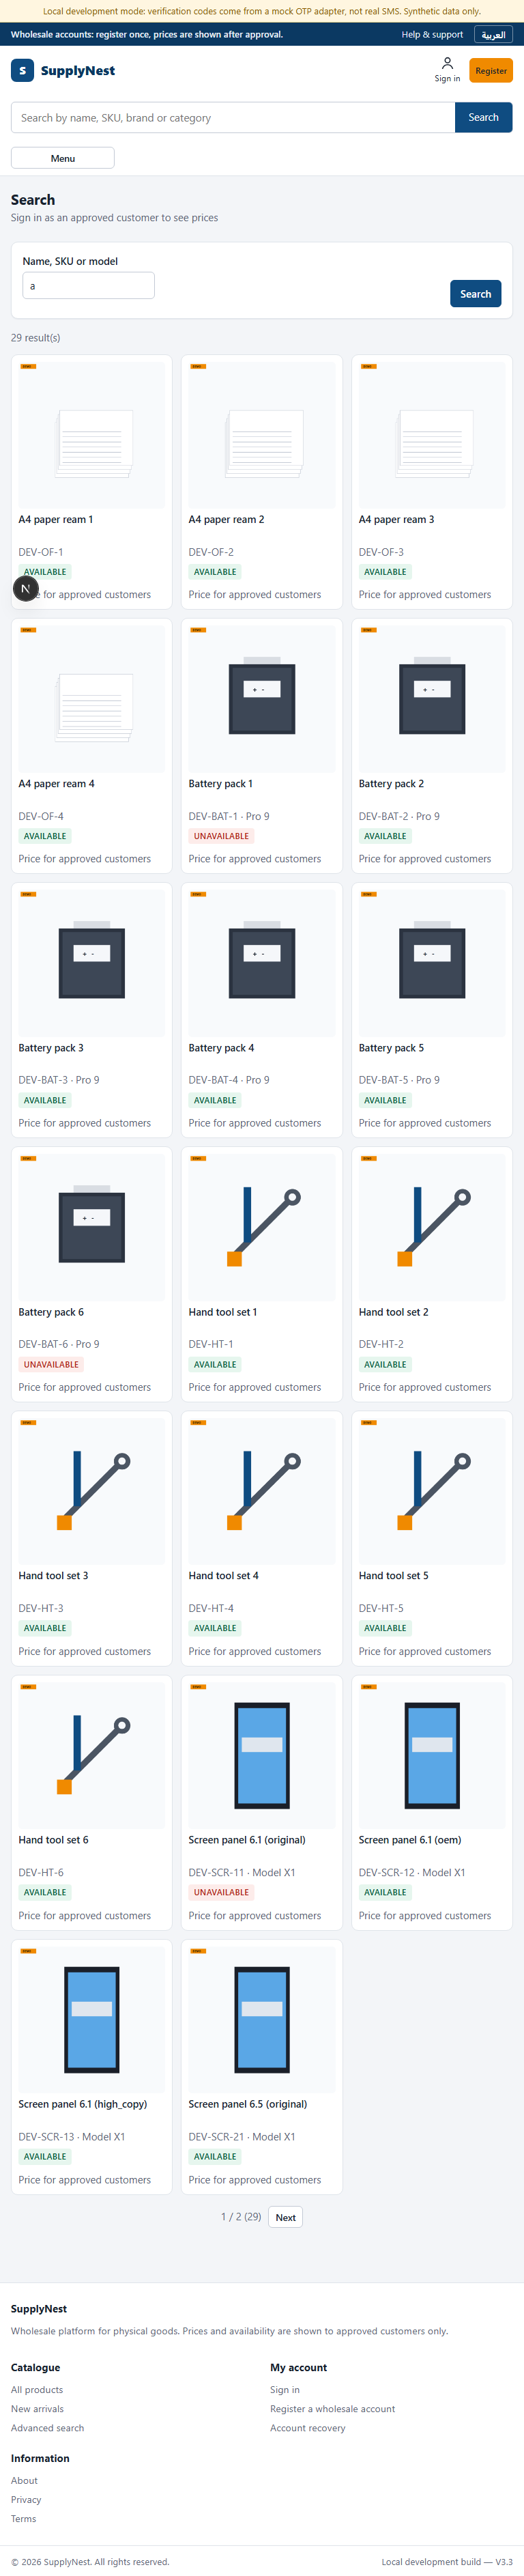 Local development mode: verification codes come from a mock OTP adapter, not real SMS. Synthetic data only.
Wholesale accounts: register once, prices are shown after approval.
Help & support
العربية
S
SupplyNest
Sign in
Register
Search by name, SKU, brand or category
Search
Menu
Search
Sign in as an approved customer to see prices
Name, SKU or model
a
Search
29 result(s)
A4 paper ream 1
DEV-OF-1
AVAILABLE
N
e for approved customers
A4 paper ream 2
DEV-OF-2
AVAILABLE
Price for approved customers
A4 paper ream 3
DEV-OF-3
AVAILABLE
Price for approved customers
A4 paper ream 4
DEV-OF-4
AVAILABLE
Price for approved customers
+ -
Battery pack 1
DEV-BAT-1 · Pro 9
UNAVAILABLE
Price for approved customers
+ -
Battery pack 2
DEV-BAT-2 · Pro 9
AVAILABLE
Price for approved customers
+ -
Battery pack 3
DEV-BAT-3 · Pro 9
AVAILABLE
Price for approved customers
+ -
Battery pack 4
DEV-BAT-4 · Pro 9
AVAILABLE
Price for approved customers
+ -
Battery pack 5
DEV-BAT-5 · Pro 9
AVAILABLE
Price for approved customers
+ -
Battery pack 6
DEV-BAT-6 · Pro 9
UNAVAILABLE
Price for approved customers
Hand tool set 1
DEV-HT-1
AVAILABLE
Price for approved customers
Hand tool set 2
DEV-HT-2
AVAILABLE
Price for approved customers
Hand tool set 3
DEV-HT-3
AVAILABLE
Price for approved customers
Hand tool set 4
DEV-HT-4
AVAILABLE
Price for approved customers
Hand tool set 5
DEV-HT-5
AVAILABLE
Price for approved customers
Hand tool set 6
DEV-HT-6
AVAILABLE
Price for approved customers
Screen panel 6.1 (original)
DEV-SCR-11 · Model X1
UNAVAILABLE
Price for approved customers
Screen panel 6.1 (oem)
DEV-SCR-12 · Model X1
AVAILABLE
Price for approved customers
Screen panel 6.1 (high_copy)
DEV-SCR-13 · Model X1
AVAILABLE
Price for approved customers
Screen panel 6.5 (original)
DEV-SCR-21 · Model X1
AVAILABLE
Price for approved customers
1 / 2 (29)
Next
SupplyNest
Wholesale platform for physical goods. Prices and availability are shown to approved customers only.
Catalogue
All products
New arrivals
Advanced search
My account
Sign in
Register a wholesale account
Account recovery
Information
About
Privacy
Terms
© 2026 SupplyNest. All rights reserved.
Local development build — V3.3